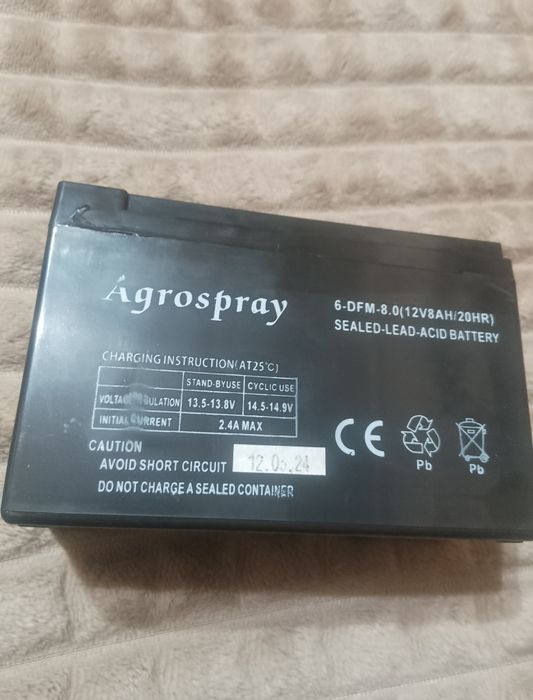 Agrospray
6-DFM-8.0(12V8AH/20HR)
SEALED-LEAD-ACID BATTERY
CHARGING INSTRUCTION(AT25℃)
STAND-BYUSE CYCLIC USE
13.5-13.8V 14.5-14.9V
INITIAL CURRENT 2.4A MAX
CAUTION
AVOID SHORT CIRCUIT
DO NOT CHARGE A SEALED CONTAINER
CE
Pb Pb